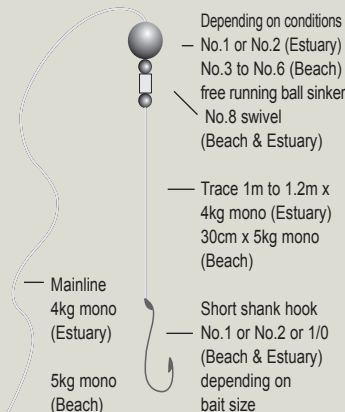 Depending on conditions
No.1 or No.2 (Estuary)
No.3 to No.6 (Beach)
free running ball sinker
No.8 swivel
(Beach & Estuary)
Trace 1m to 1.2m x
4kg mono (Estuary)
30cm x 5kg mono
(Beach)
Mainline
4kg mono
(Estuary)
5kg mono
(Beach)
Short shank hook
No.1 or No.2 or 1/0
(Beach & Estuary)
depending on
bait size